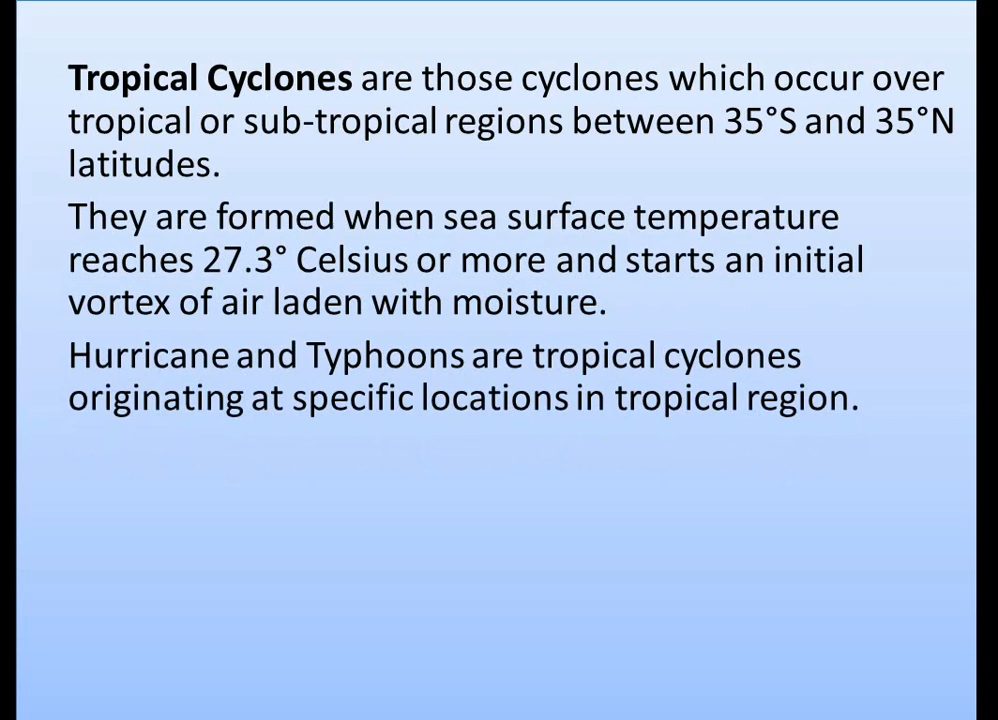 Tropical Cyclones are those cyclones which occur over
tropical or sub-tropical regions between 35°S and 35°N
latitudes.
They are formed when sea surface temperature
reaches 27.3° Celsius or more and starts an initial
vortex of air laden with moisture.
Hurricane and Typhoons are tropical cyclones
originating at specific locations in tropical region.